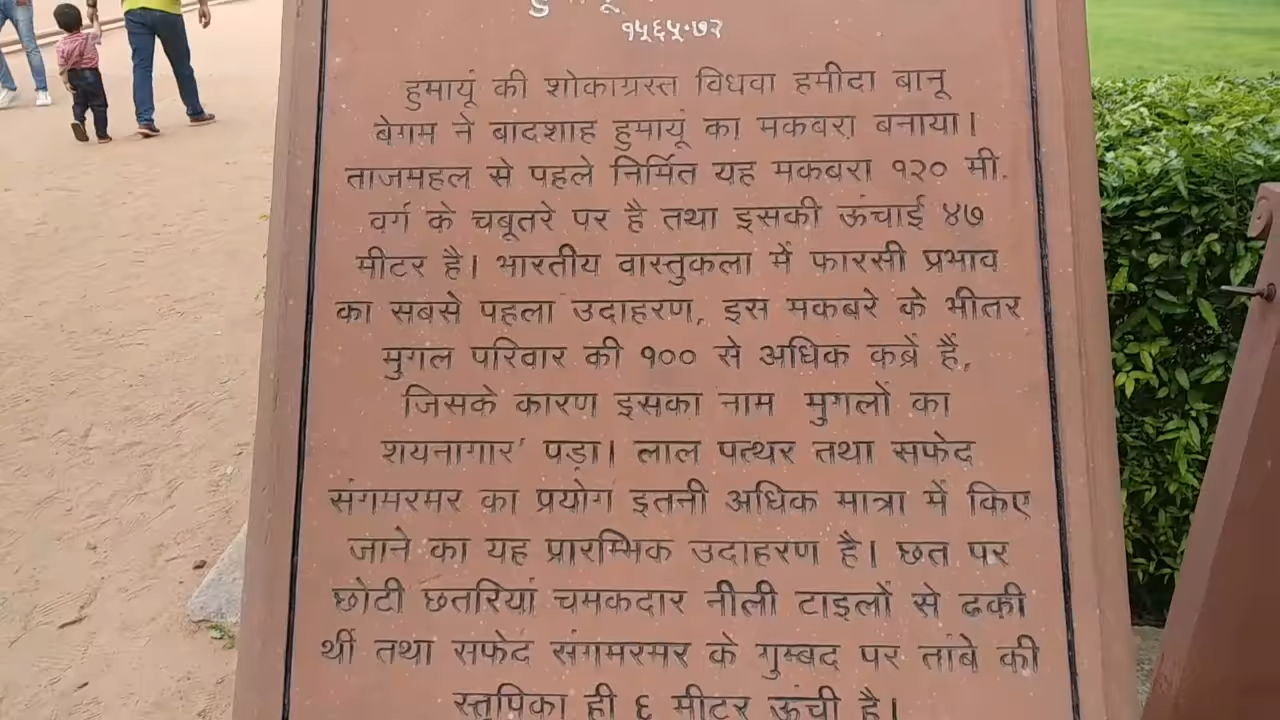 १५६५-७२
हुमायूं की शोकाग्रस्त विधवा हमीदा बानू
बेगम ने बादशाह हुमायूं का मकबरा बनाया।
ताजमहल से पहले निर्मित यह मकबरा १२० मी.
वर्ग के चबूतरे पर है तथा इसकी ऊंचाई ४७
मीटर है। भारतीय वास्तुकला में फारसी प्रभाव
का सबसे पहला उदाहरण, इस मकबरे के भीतर
मुगल परिवार की १०० से अधिक कब्रें हैं,
जिसके कारण इसका नाम मुगलों का
शयनागार' पड़ा। लाल पत्थर तथा सफेद
संगमरमर का प्रयोग इतनी अधिक मात्रा में किए
जाने का यह प्रारम्भिक उदाहरण है। छत पर
छोटी छतरियां चमकदार नीली टाइलों से ढकी
थीं तथा सफेद संगमरमर के गुम्बद पर तांबे की
स्तूपिका ही ६ मीटर ऊंची है।